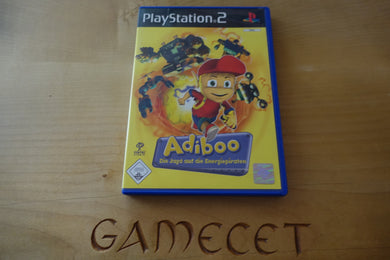 PlayStation 2
Adiboo
Die Jagd auf die Energiepiraten
GAMECET